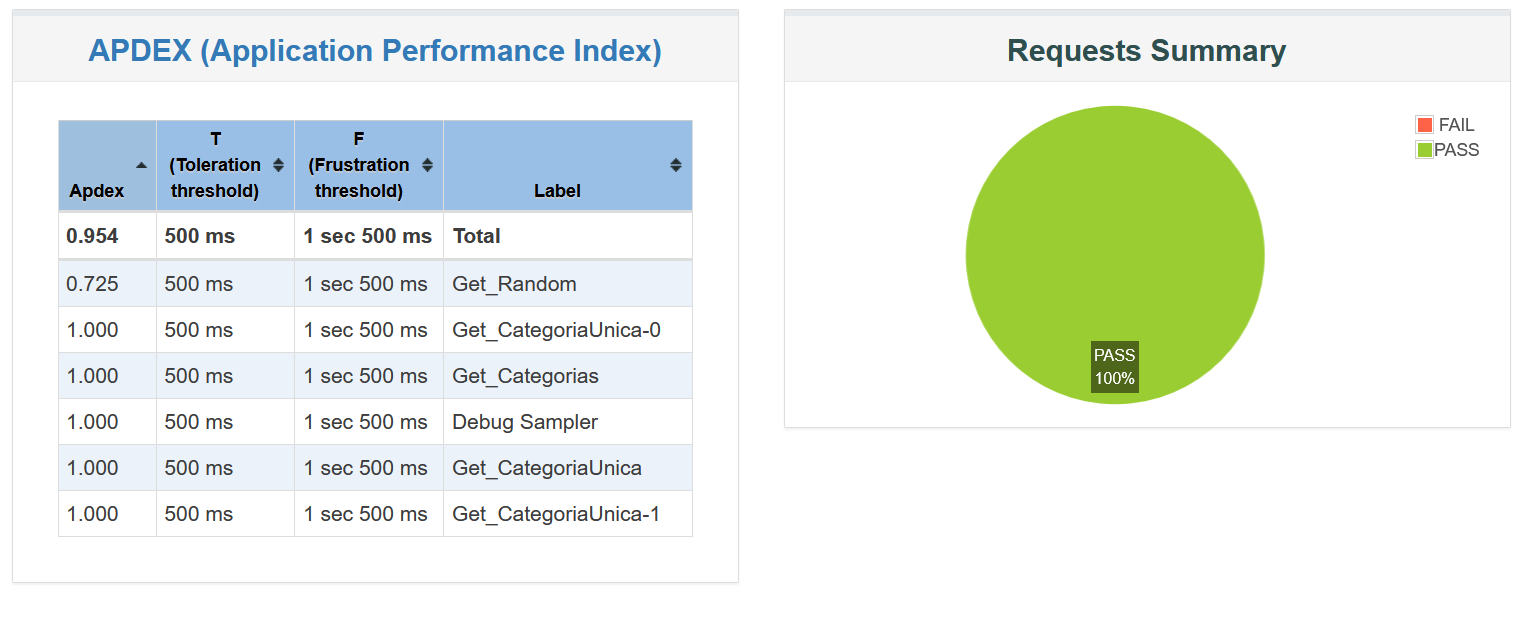 APDEX (Application Performance Index)
Apdex T (Toleration threshold) F (Frustration threshold) Label
0.954 500 ms 1 sec 500 ms Total
0.725 500 ms 1 sec 500 ms Get_Random
1.000 500 ms 1 sec 500 ms Get_CategoriaUnica-0
1.000 500 ms 1 sec 500 ms Get_Categorias
1.000 500 ms 1 sec 500 ms Debug Sampler
1.000 500 ms 1 sec 500 ms Get_CategoriaUnica
1.000 500 ms 1 sec 500 ms Get_CategoriaUnica-1
Requests Summary
FAIL
PASS
PASS
100%